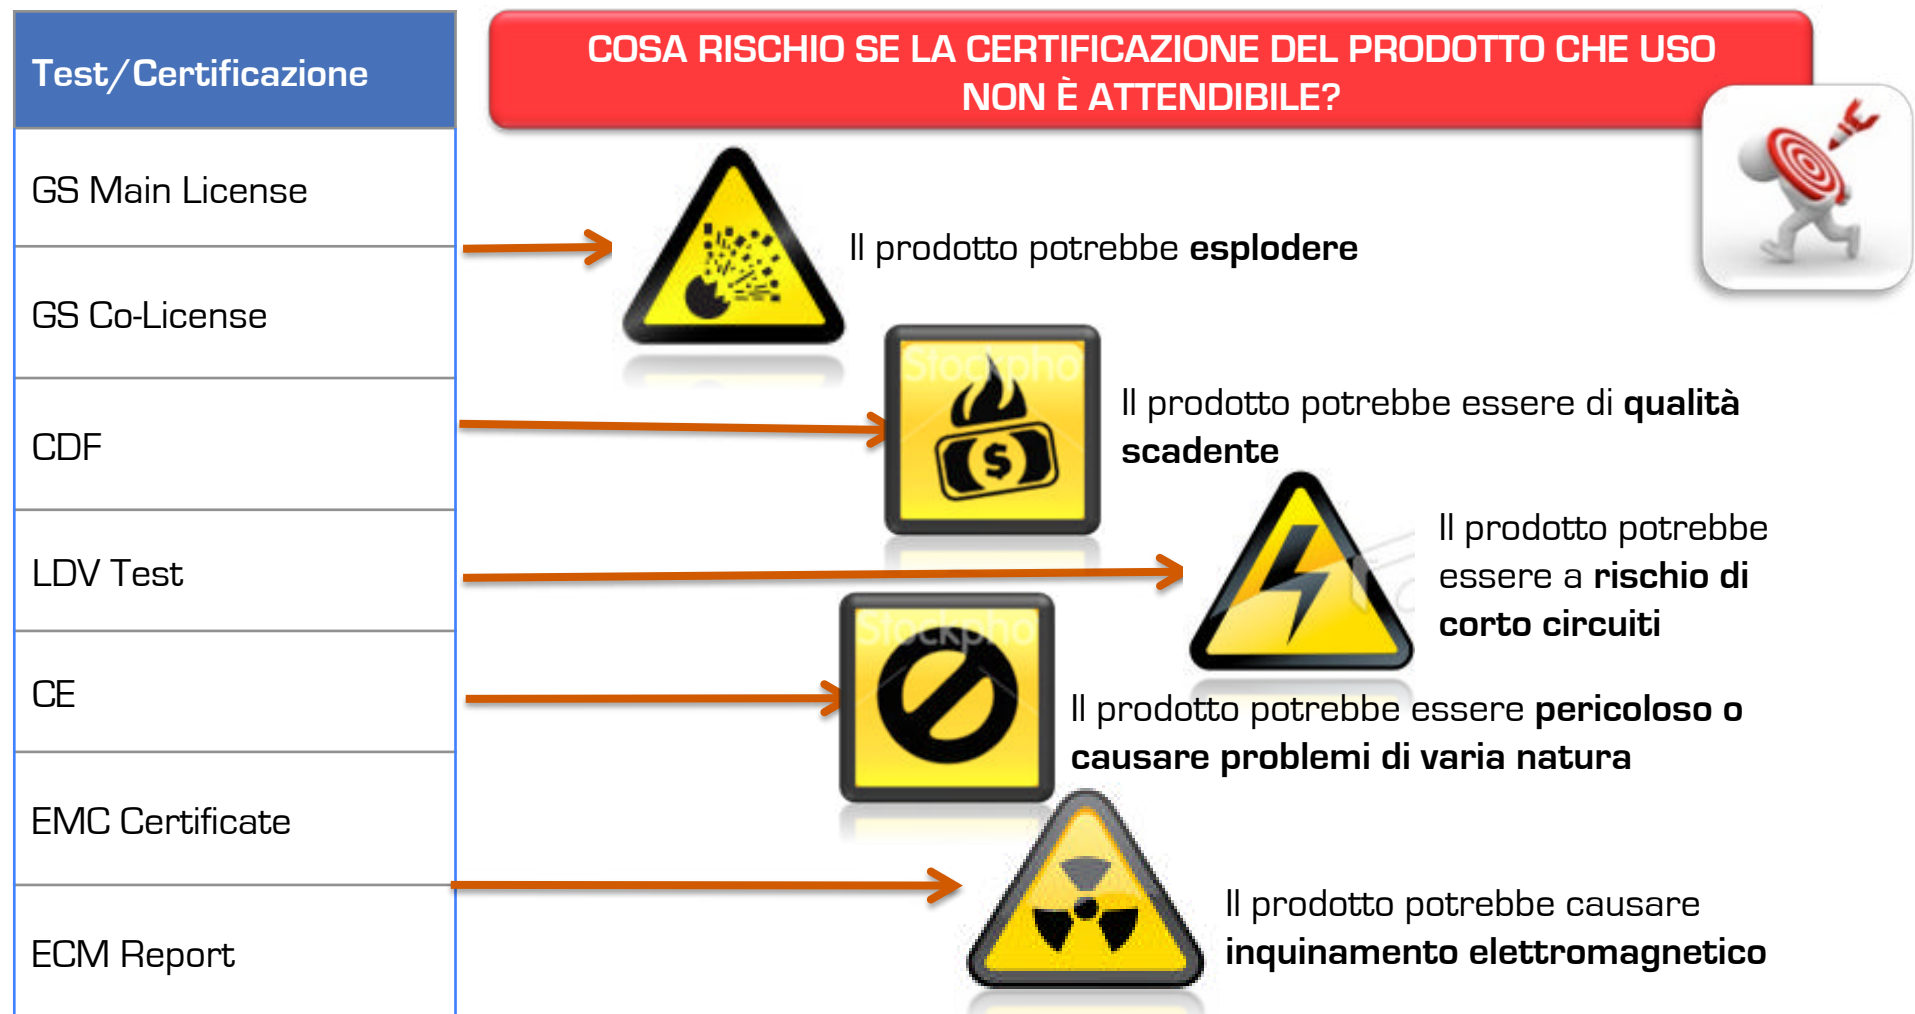 Test/Certificazione
COSA RISCHIO SE LA CERTIFICAZIONE DEL PRODOTTO CHE USO
NON È ATTENDIBILE?
GS Main License
Il prodotto potrebbe esplodere
GS Co-License
Stockpho
Il prodotto potrebbe essere di qualità
scadente
$
CDF
LDV Test
Il prodotto potrebbe
essere a rischio di
corto circuiti
Stockpho
CE
Il prodotto potrebbe essere pericoloso o
causare problemi di varia natura
EMC Certificate
ECM Report
Il prodotto potrebbe causare
inquinamento elettromagnetico